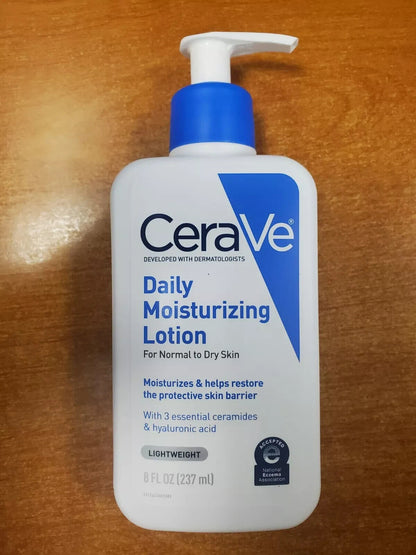 CeraVe®
DEVELOPED WITH DERMATOLOGISTS
Daily
Moisturizing
Lotion
For Normal to Dry Skin
Moisturizes & helps restore
the protective skin barrier
With 3 essential ceramides
& hyaluronic acid
LIGHTWEIGHT
8 FL OZ (237 ml)
ACCEPTED
National
Eczema
Association